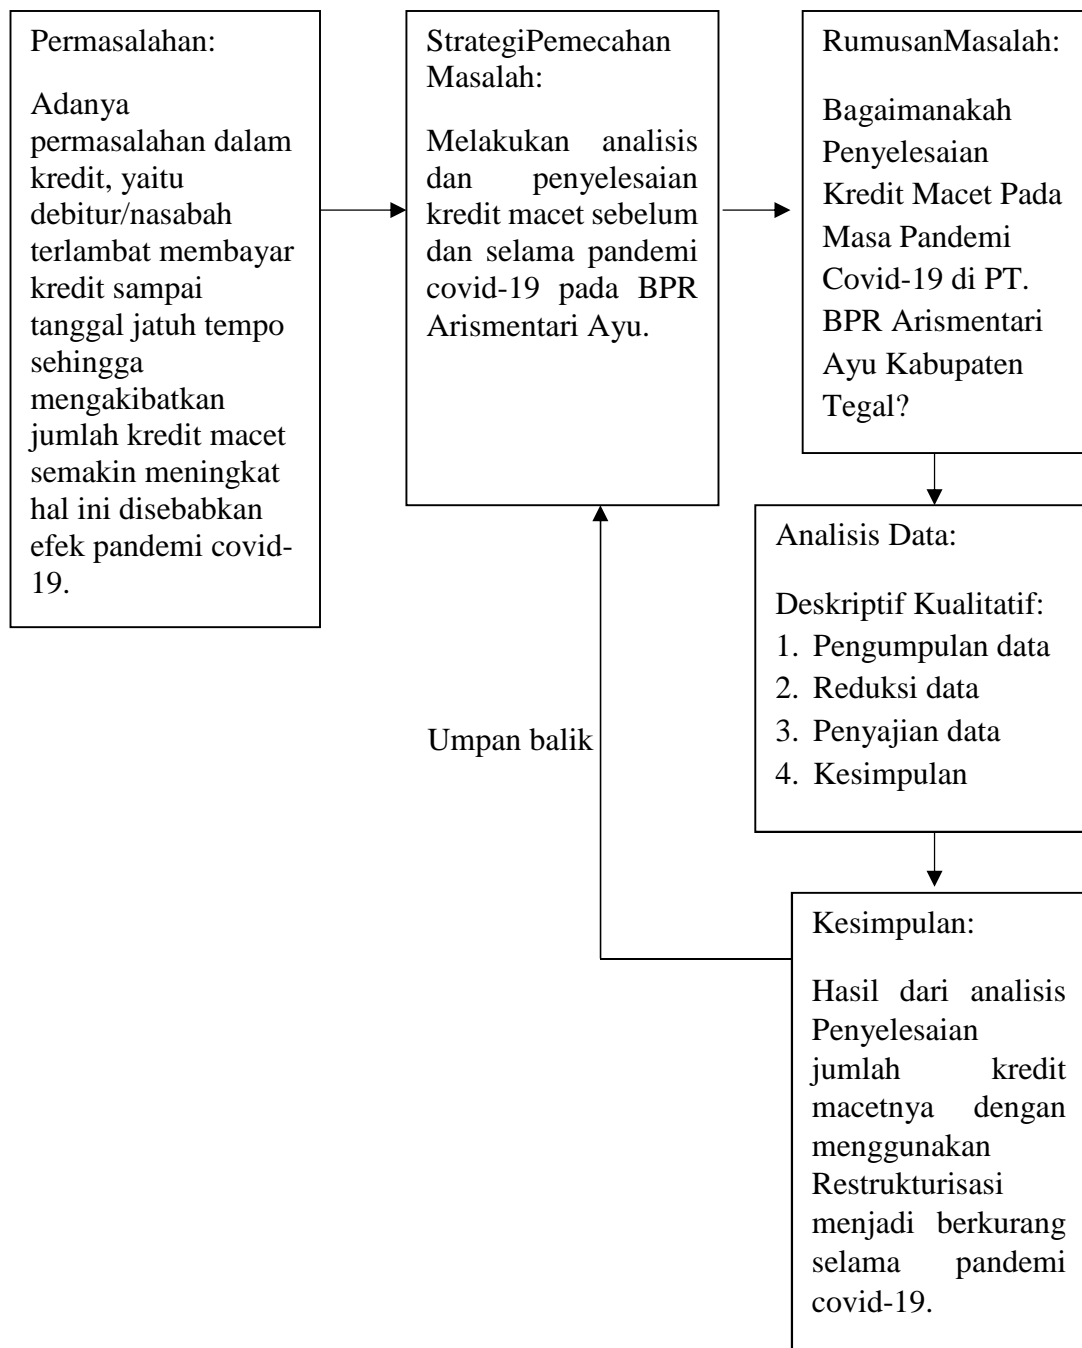 Permasalahan:
Adanya
permasalahan dalam
kredit, yaitu
debitur/nasabah
terlambat membayar
kredit sampai
tanggal jatuh tempo
sehingga
mengakibatkan
jumlah kredit macet
semakin meningkat
hal ini disebabkan
efek pandemi covid-
19.
StrategiPemecahan
Masalah:
Melakukan analisis
dan penyelesaian
kredit macet sebelum
dan selama pandemi
covid-19 pada BPR
Arismentari Ayu.
RumusanMasalah:
Bagaimanakah
Penyelesaian
Kredit Macet Pada
Masa Pandemi
Covid-19 di PT.
BPR Arismentari
Ayu Kabupaten
Tegal?
Analisis Data:
Deskriptif Kualitatif:
1. Pengumpulan data
2. Reduksi data
3. Penyajian data
4. Kesimpulan
Umpan balik
Kesimpulan:
Hasil dari analisis
Penyelesaian
jumlah kredit
macetnya dengan
menggunakan
Restrukturisasi
menjadi berkurang
selama pandemi
covid-19.